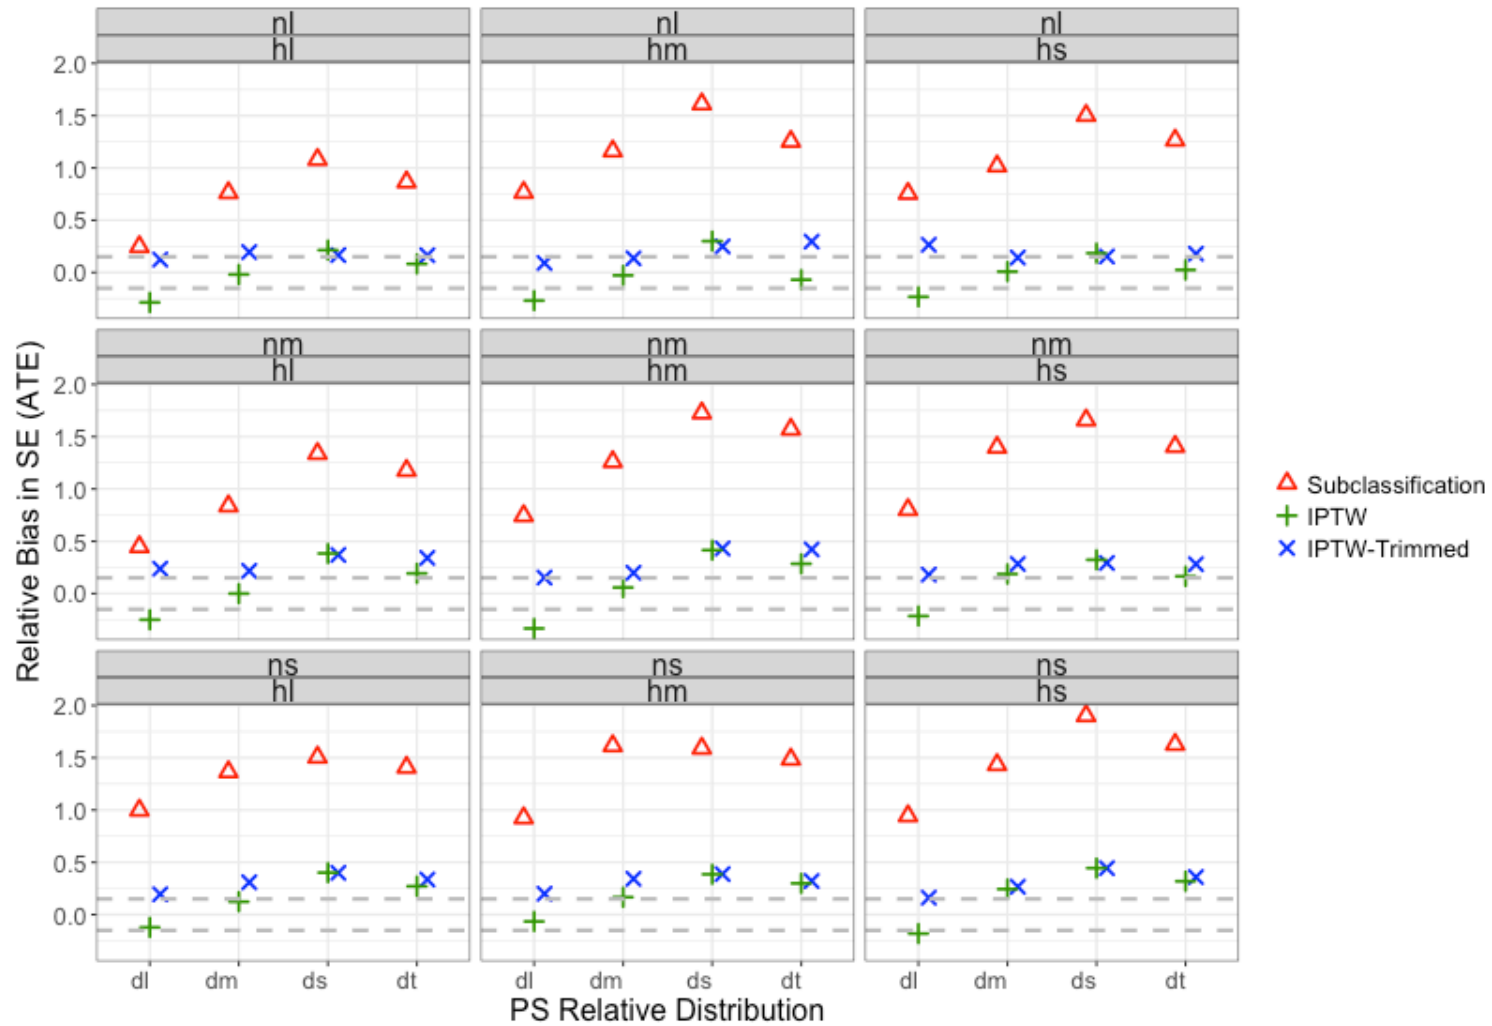 nl
nl
nl
hl
hm
hs
2.0
1.5
1.0
0.5
0.0
nm
nm
nm
hl
hm
hs
2.0
1.5
1.0
0.5
0.0
ns
ns
ns
hl
hm
hs
2.0
1.5
1.0
0.5
0.0
dl dm ds dt
dl dm ds dt
dl dm ds dt
PS Relative Distribution
Relative Bias in SE (ATE)
Subclassification
IPTW
IPTW-Trimmed